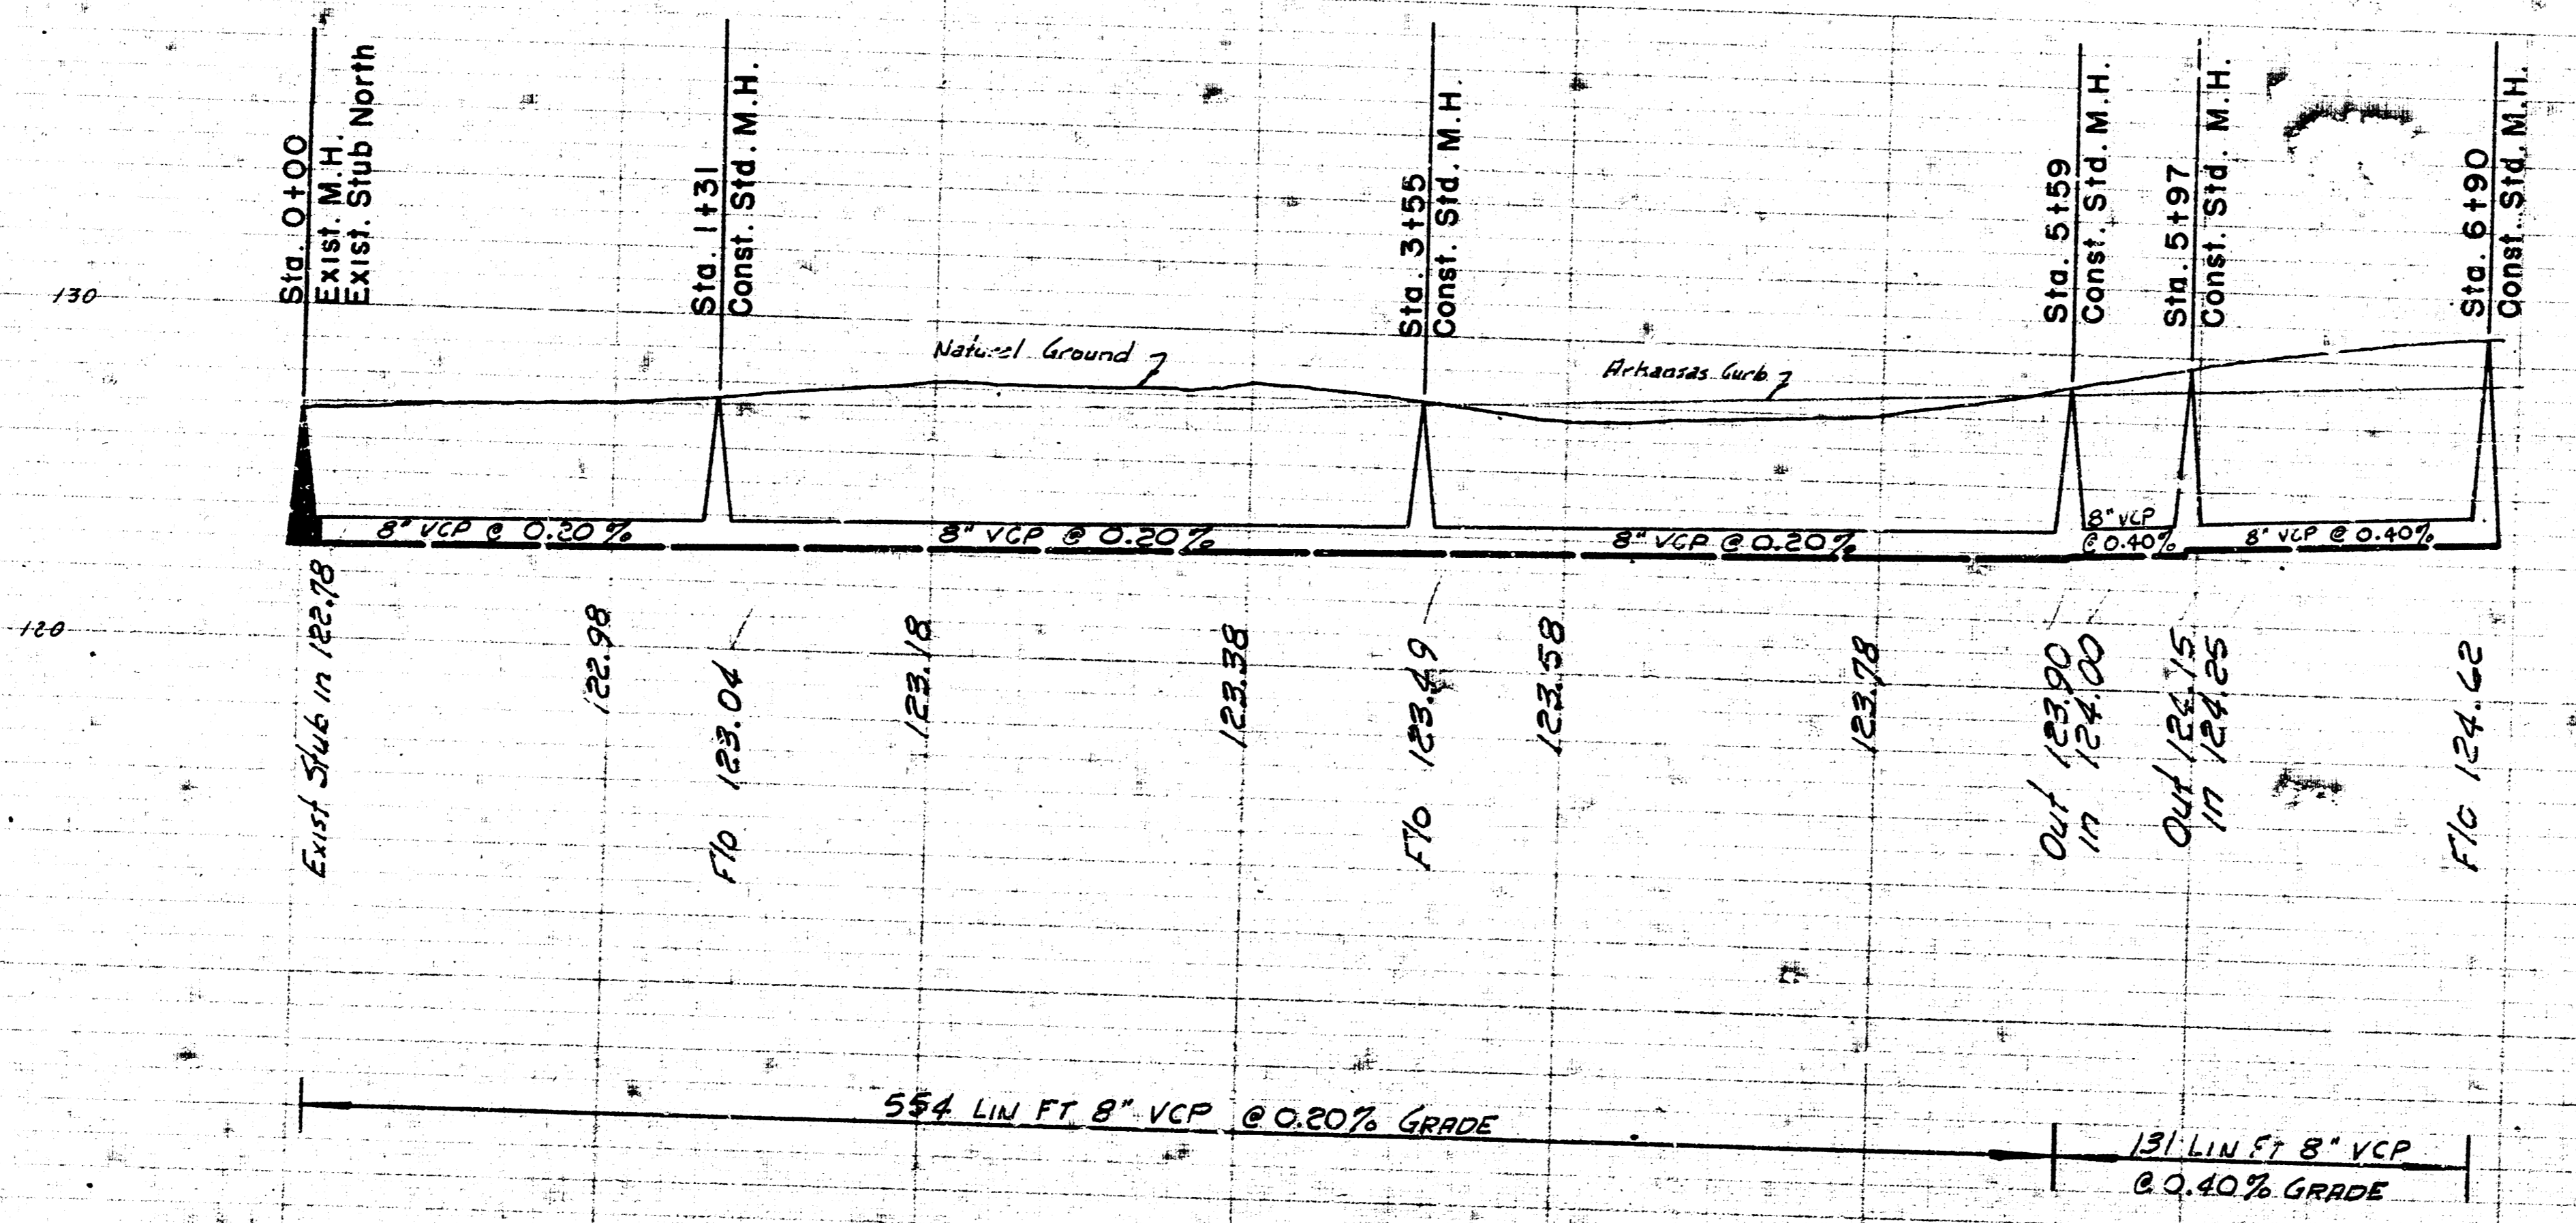 Sta. 0+00
Exist. M.H.
Exist. Stub North
Sta. 1+31
Const. Std. M.H.
Sta. 3+55
Const. Std. M.H.
Sta. 5+59
Const. Std. M.H.
Sta. 5+97
Const. Std. M.H.
Sta. 6+90
Const. Std. M.H.
130
Natural Ground
Arkansas Curb
8" VCP @ 0.20%
8" VCP @ 0.20%
8" VCP @ 0.20%
8" VCP
@ 0.40%
8" VCP @ 0.40%
120
Exist Stub in 122.78
122.98
Flo 123.04
123.18
123.38
Flo 123.49
123.58
123.78
Out 123.90
in 124.00
Out 124.15
in 124.25
Flo 124.62
554 LIN FT 8" VCP @ 0.20% GRADE
131 LIN FT 8" VCP
@ 0.40% GRADE